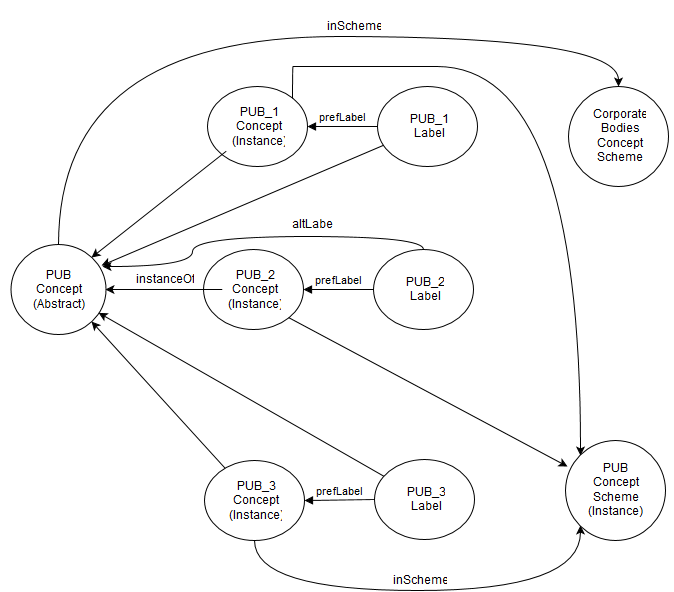 inScheme
PUB_1
Concept
(Instance)
prefLabel
PUB_1
Label
Corporate
Bodies
Concept
Scheme
altLabe
PUB
Concept
(Abstract)
instanceOf
PUB_2
Concept
(Instance)
prefLabel
PUB_2
Label
PUB_3
Concept
(Instance)
prefLabel
PUB_3
Label
PUB
Concept
Scheme
(Instance)
inScheme